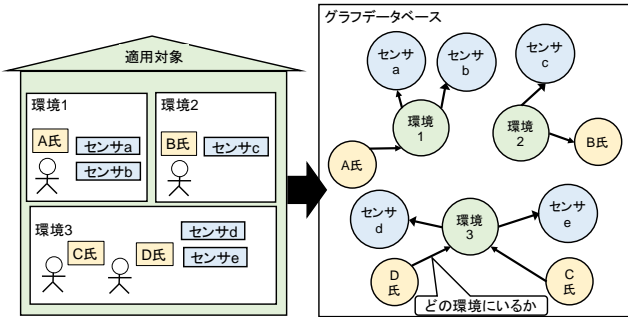 適用対象
環境1
A氏
センサa
センサb
環境2
B氏
センサc
環境3
C氏
D氏
センサd
センサe
グラフデータベース
センサ
a
センサ
b
センサ
c
環境
1
環境
2
A氏
B氏
センサ
d
環境
3
センサ
e
D
氏
C
氏
どの環境にいるか